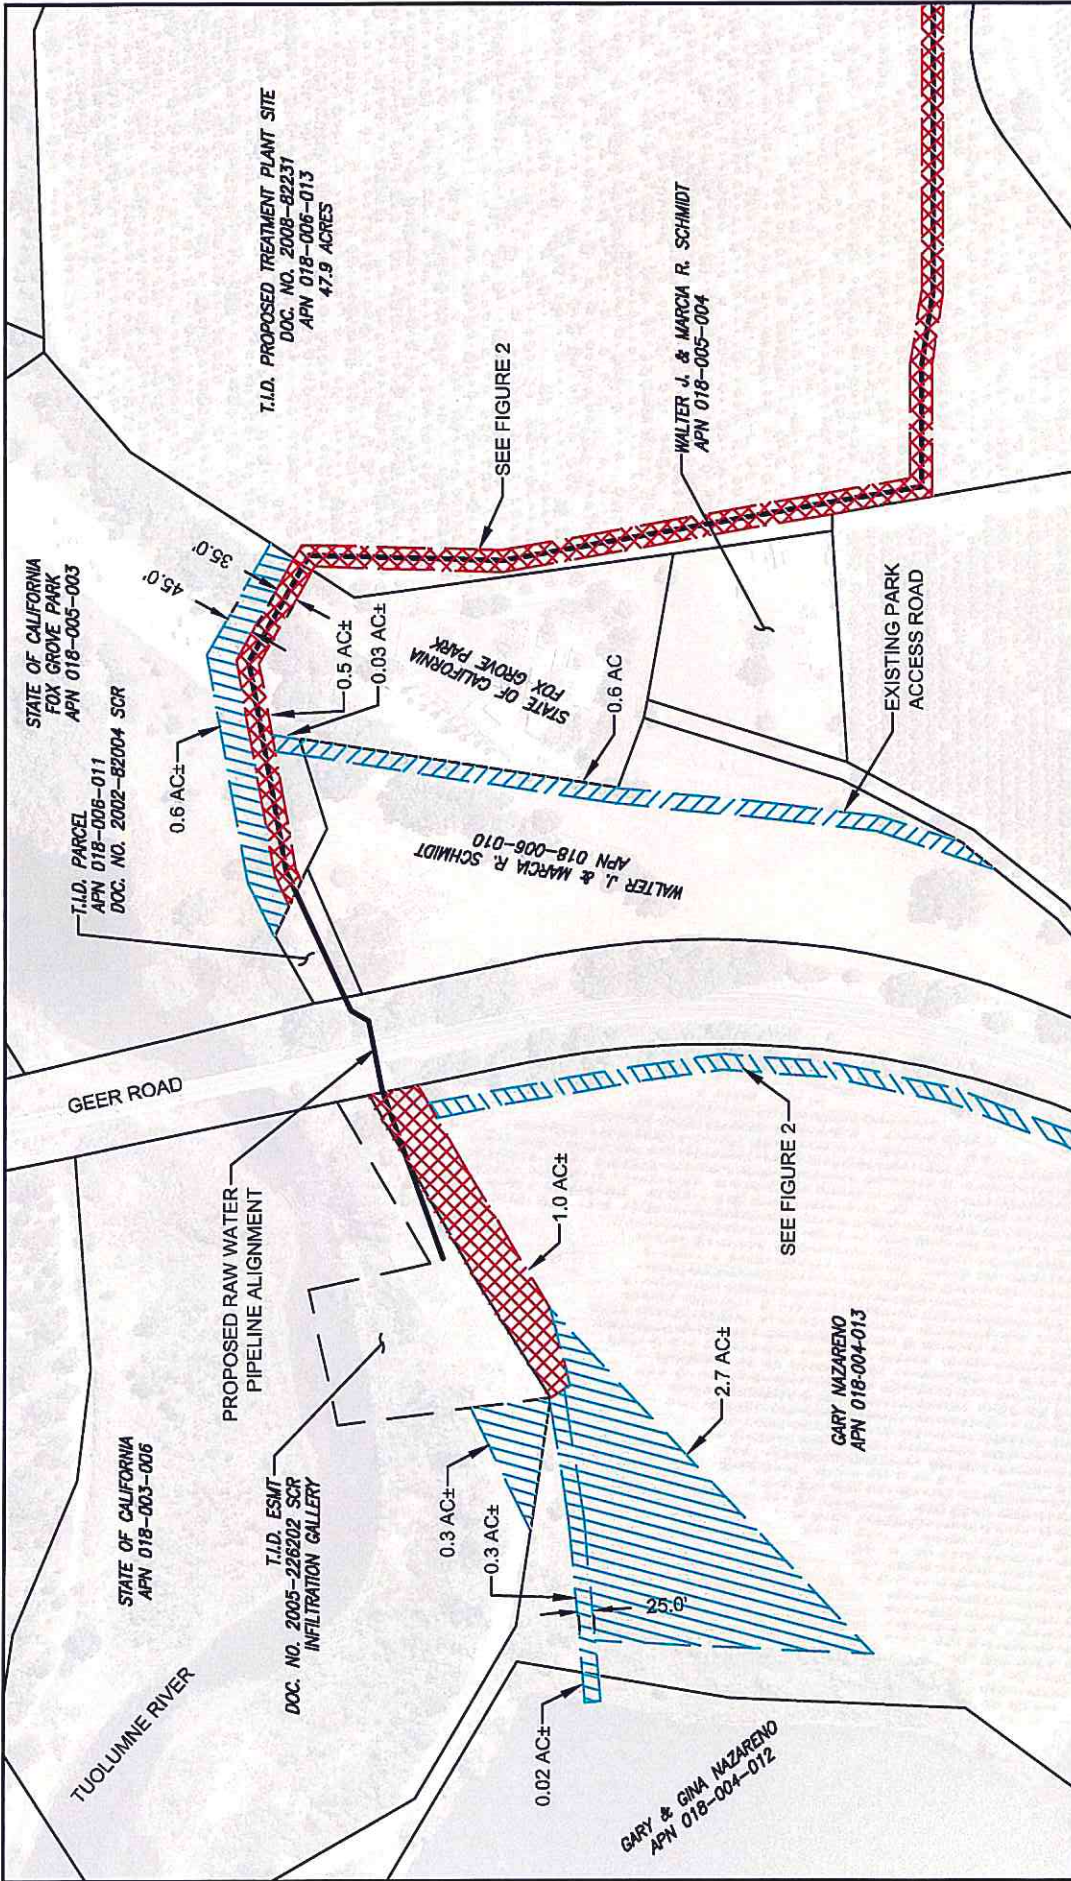 TUOLUMNE RIVER
STATE OF CALIFORNIA
APN 018-003-006
T.I.D. ESMT
DOC. NO. 2005-226202 SCR
INFILTRATION GALLERY
PROPOSED RAW WATER
PIPELINE ALIGNMENT
GEER ROAD
T.I.D. PARCEL
APN 018-006-011
DOC. NO. 2002-82004 SCR
STATE OF CALIFORNIA
FOX GROVE PARK
APN 018-005-003
0.6 AC±
45.0'
35.0'
T.I.D. PROPOSED TREATMENT PLANT SITE
DOC. NO. 2008-82231
APN 018-006-013
47.9 ACRES
0.5 AC±
0.03 AC±
SEE FIGURE 2
STATE OF CALIFORNIA
FOX GROVE PARK
0.6 AC
WALTER J. & MARCIA R. SCHMIDT
APN 018-005-004
WALTER J. & MARCIA R. SCHMIDT
APN 018-006-010
EXISTING PARK
ACCESS ROAD
0.3 AC±
0.3 AC±
1.0 AC±
0.02 AC±
25.0'
2.7 AC±
SEE FIGURE 2
GARY & GINA NAZARENO
APN 018-004-012
GARY NAZARENO
APN 018-004-013